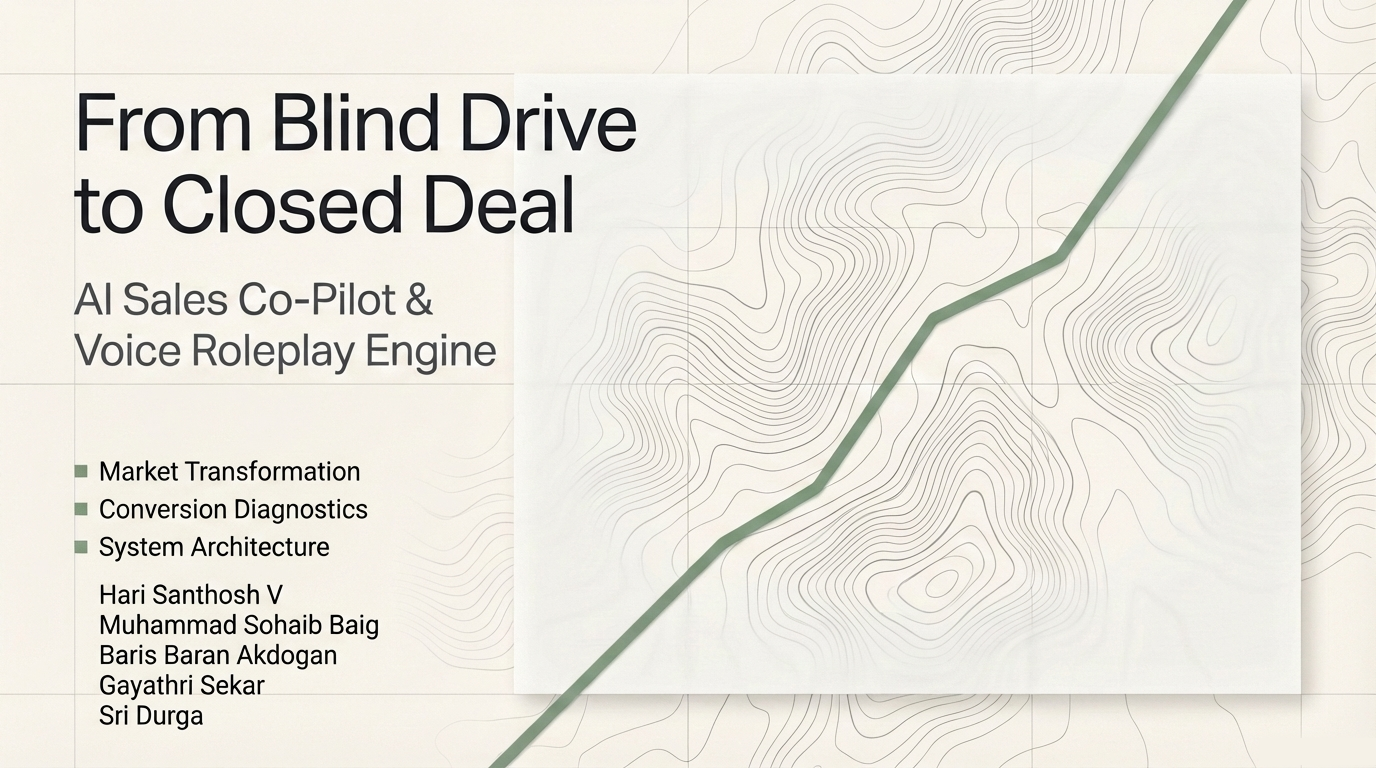 From Blind Drive
to Closed Deal
AI Sales Co-Pilot &
Voice Roleplay Engine
Market Transformation
Conversion Diagnostics
System Architecture
Hari Santhosh V
Muhammad Sohaib Baig
Baris Baran Akdogan
Gayathri Sekar
Sri Durga